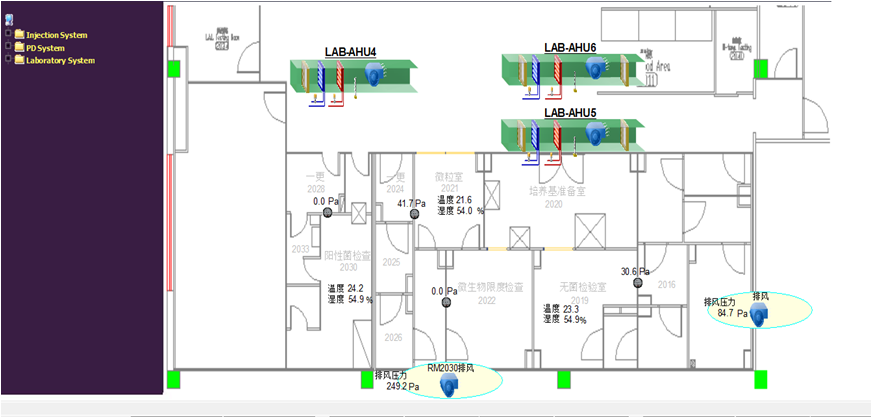 Injection System
PD System
Laboratory System
LAB-AHU4
LAB-AHU6
od Area
LAB-AHU5
一更
2028
0.0 Pa
一更
2024
41.7 Pa
微粒室
2021
温度 21.6
湿度 54.0 %
培养基准备室
2020
2033
阳性菌检查
2030
温度 24.2
湿度 54.9 %
2025
2026
微生物限度检查
2022
0.0 Pa
无菌检验室
2019
温度 23.3
湿度 54.9%
30.6 Pa
2016
排风
排风压力
84.7 Pa
RM2030排风
排风压力
249.2 Pa